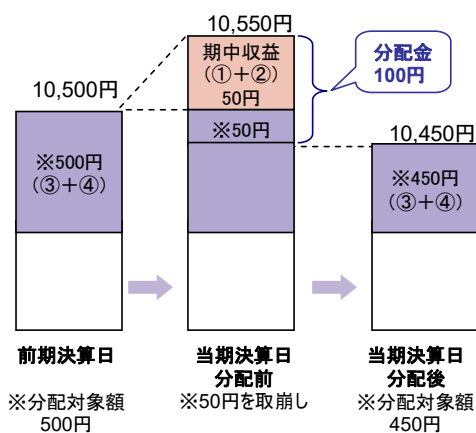 10,550円
期中収益
(①+②)
50円
※50円
分配金
100円
10,500円
※500円
(③+④)
10,450円
※450円
(③+④)
前期決算日
※分配対象額
500円
当期決算日
分配前
※50円を取崩し
当期決算日
分配後
※分配対象額
450円